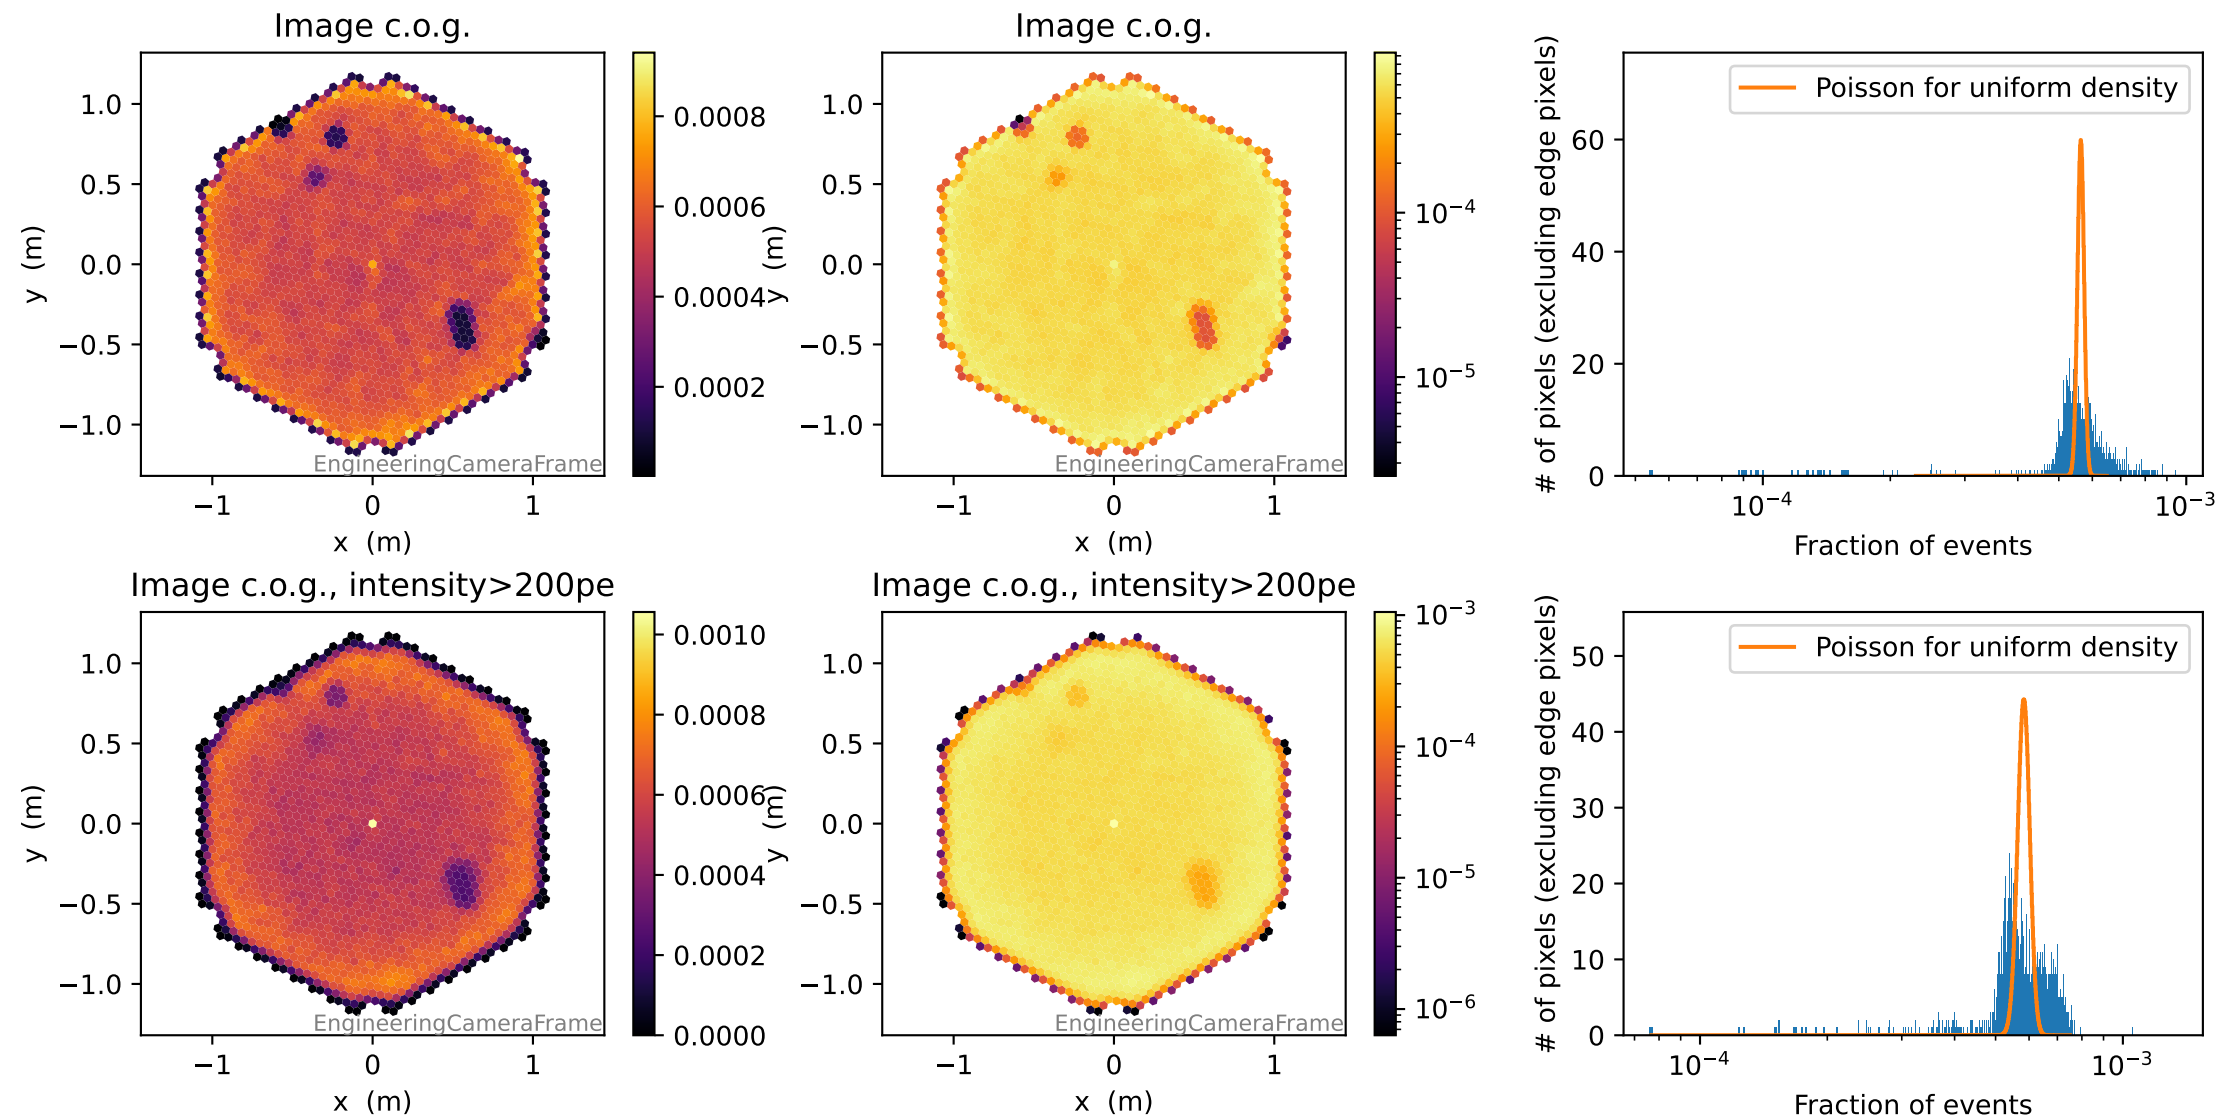 Image c.o.g.
Image c.o.g.
y (m)
1.0
0.5
0.0
−0.5
−1.0
EngineeringCameraFrame
−1
0
1
x (m)
0.0008
0.0006
0.0004
0.0002
y (m)
1.0
0.5
0.0
−0.5
−1.0
EngineeringCameraFrame
−1
0
1
x (m)
10⁻⁴
10⁻⁵
# of pixels (excluding edge pixels)
60
40
20
0
Poisson for uniform density
10⁻⁴
10⁻³
Fraction of events
Image c.o.g., intensity>200pe
Image c.o.g., intensity>200pe
y (m)
1.0
0.5
0.0
−0.5
−1.0
EngineeringCameraFrame
−1
0
1
x (m)
0.0010
0.0008
0.0006
0.0004
0.0002
0.0000
y (m)
1.0
0.5
0.0
−0.5
−1.0
EngineeringCameraFrame
−1
0
1
x (m)
10⁻³
10⁻⁴
10⁻⁵
10⁻⁶
# of pixels (excluding edge pixels)
50
40
30
20
10
0
Poisson for uniform density
10⁻⁴
10⁻³
Fraction of events